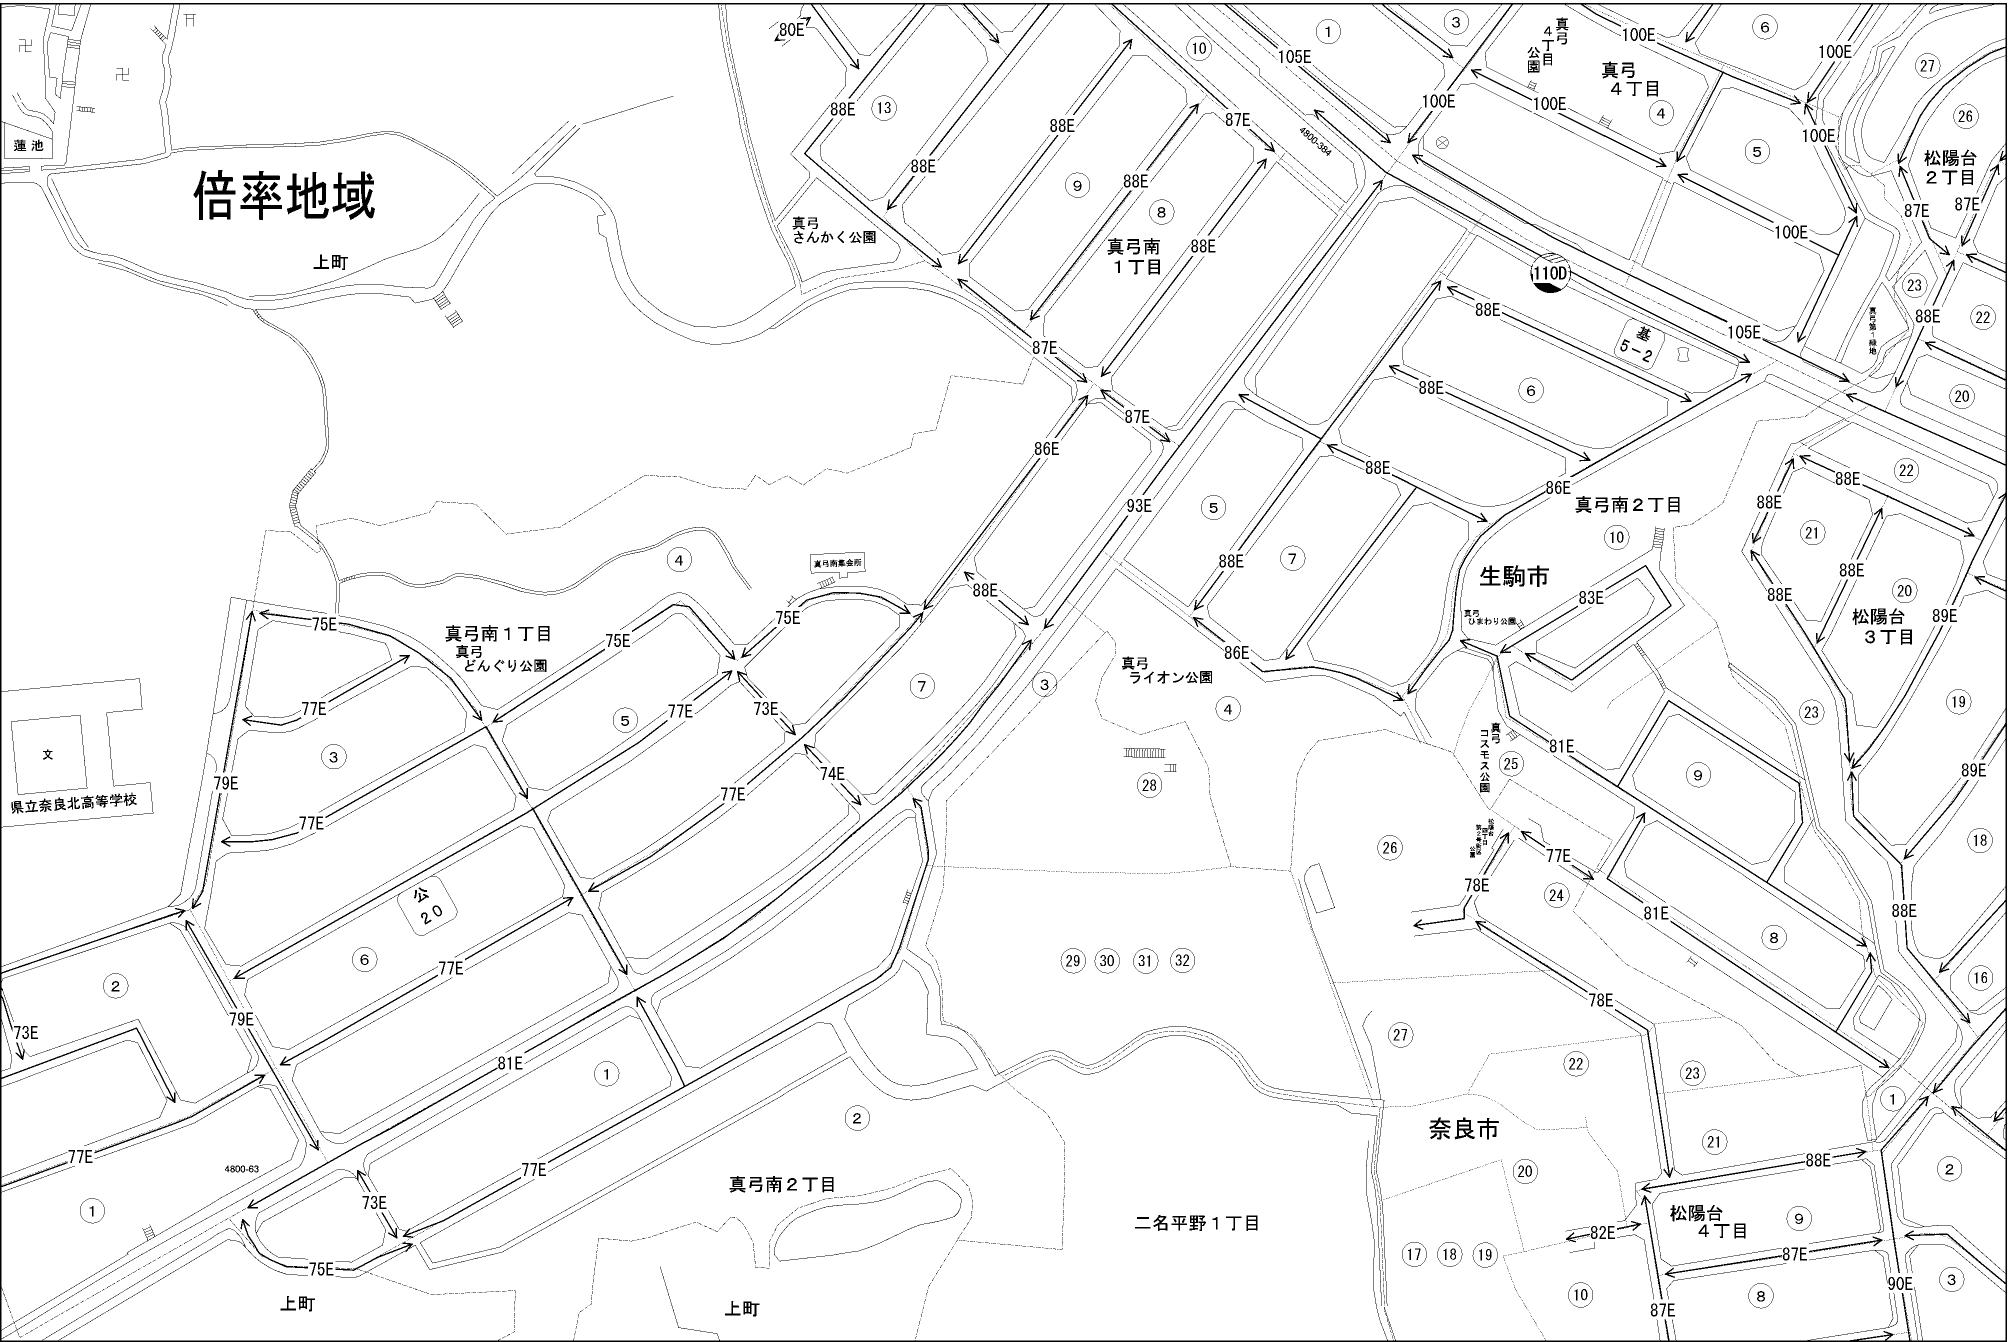 80E
105E
①
③
真弓
4丁目
公園
100E
⑥
100E
㉗
⑩
真弓
4丁目
④
88E
⑬
88E
87E
4800-384
100E
100E
100E
㉖
蓮池
倍率地域
上町
88E
⑨
88E
⑧
⑤
松陽台
2丁目
87E
87E
真弓
さんかく公園
真弓南
1丁目
88E
100E
110D
㉓
88E
㉒
真弓第1緑地
88E
基
5-2
105E
87E
88E
⑥
⑳
87E
86E
88E
93E
86E
真弓南2丁目
⑩
㉒
88E
88E
㉑
⑤
⑦
88E
生駒市
④
真弓南集会所
88E
88E
88E
⑳
松陽台
3丁目
89E
83E
真弓
ひまわり公園
75E
真弓南1丁目
真弓
どんぐり公園
75E
75E
86E
真弓
ライオン公園
③
④
⑦
77E
⑤
77E
73E
③
文
県立奈良北高等学校
79E
74E
77E
77E
㉘
真弓
コスモス公園
㉕
81E
⑨
㉓
⑲
89E
⑱
㉖
77E
78E
㉔
81E
⑧
88E
公
20
⑥
77E
②
73E
79E
㉙
㉚
㉛
㉜
78E
⑯
㉗
81E
①
②
㉒
㉓
①
77E
4800-63
77E
奈良市
㉑
88E
②
①
73E
真弓南2丁目
⑳
75E
二名平野1丁目
⑰
⑱
⑲
82E
松陽台
4丁目
⑨
87E
90E
③
上町
上町
⑩
87E
⑧